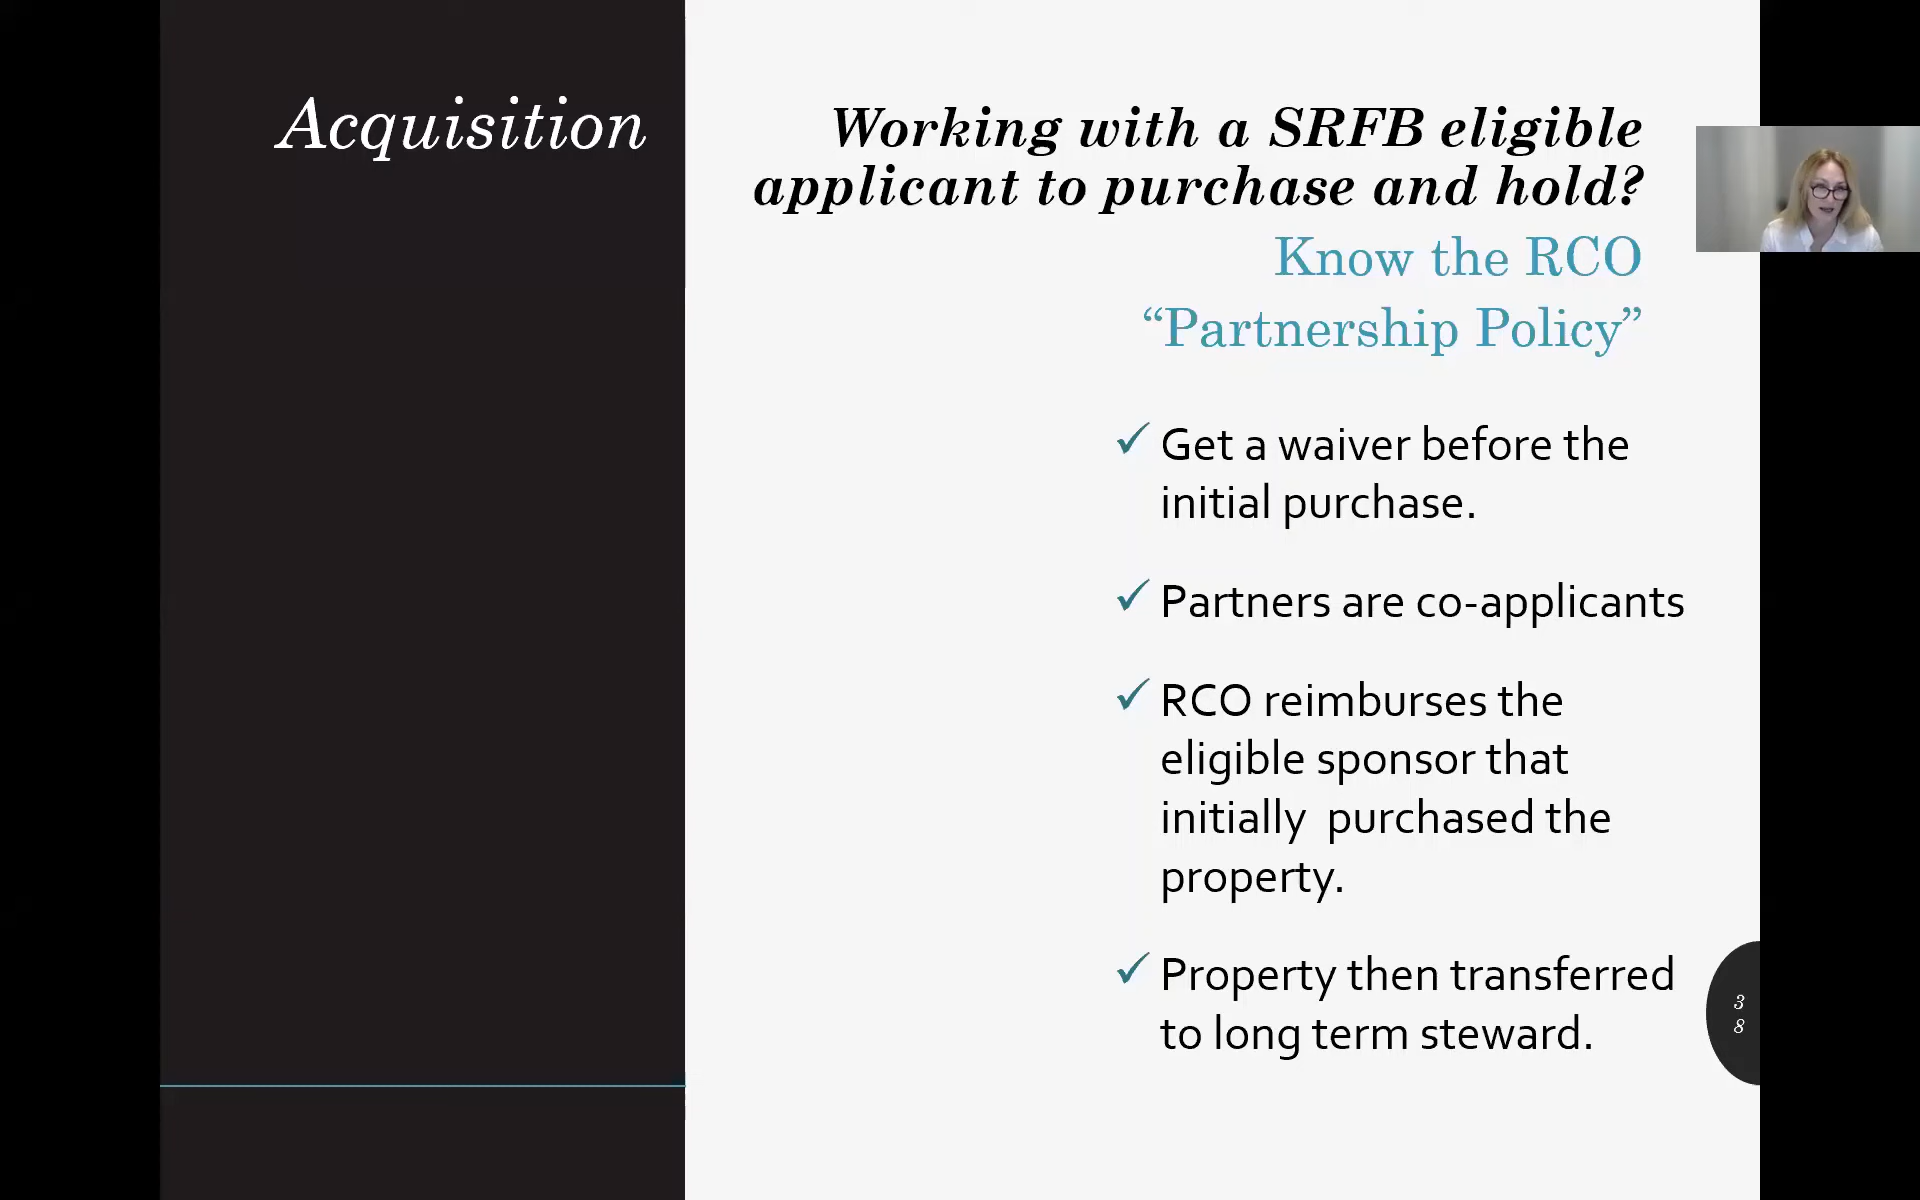 Acquisition
Working with a SRFB eligible
applicant to purchase and hold?
Know the RCO
“Partnership Policy”
Get a waiver before the
initial purchase.
Partners are co-applicants
RCO reimburses the
eligible sponsor that
initially  purchased the
property.
Property then transferred
to long term steward.
3
8